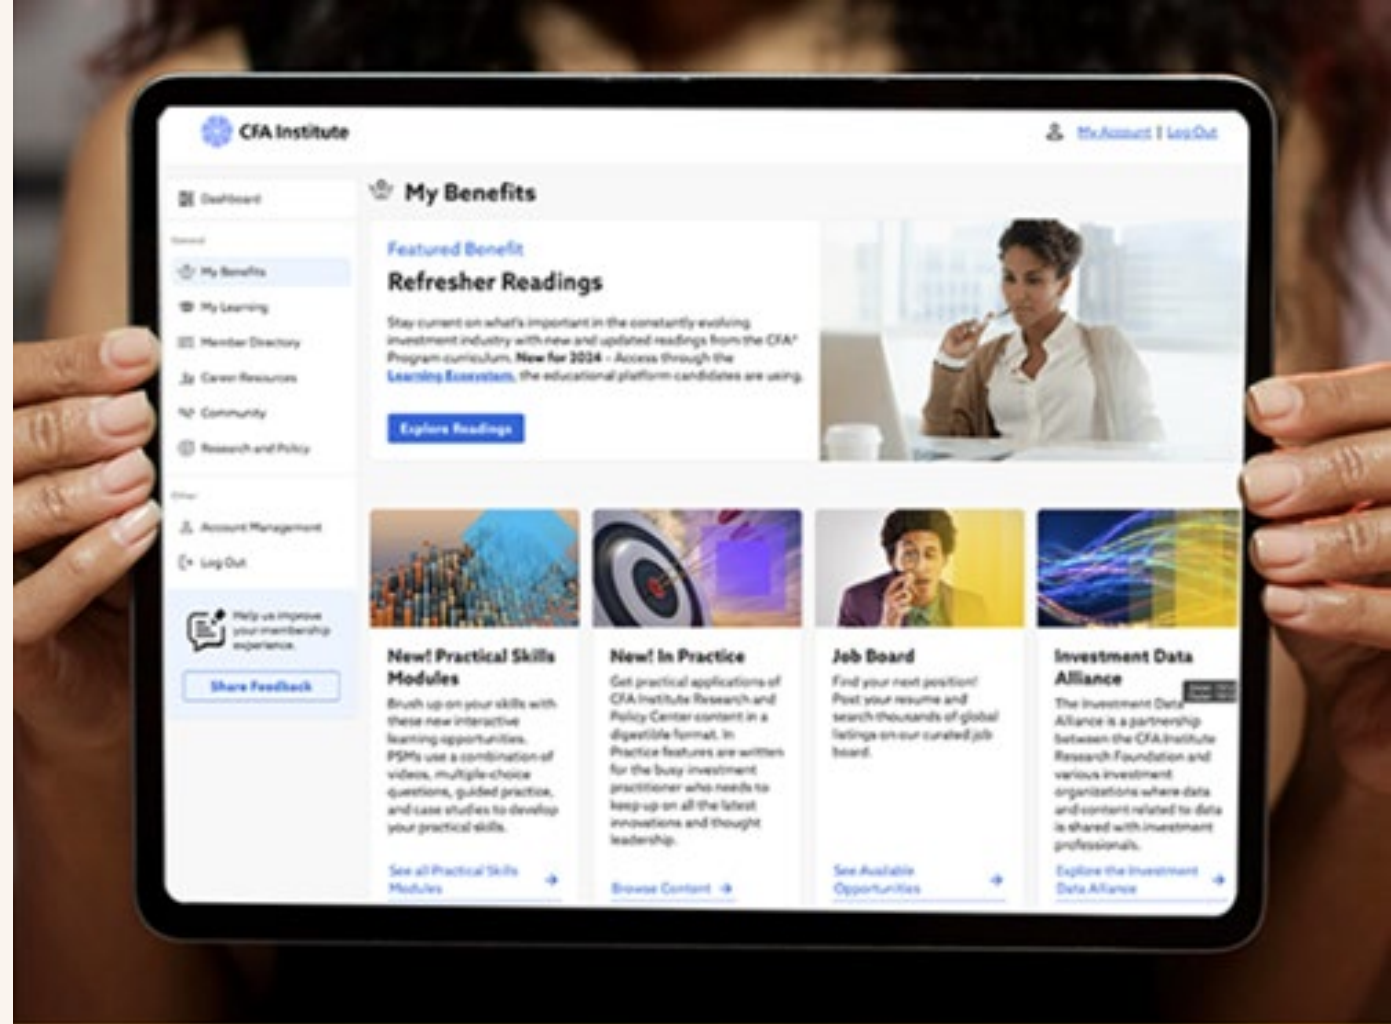 CFA Institute
My Account | Log Out
Dashboard
General
My Benefits
My Learning
Member Directory
Career Resources
Community
Research and Policy
Other
Account Management
Log Out
Help us improve
your membership
experience.
Share Feedback
My Benefits
Featured Benefit
Refresher Readings
Stay current on what's important in the constantly evolving
investment industry with new and updated readings from the CFA®
Program curriculum. New for 2024 – Access through the
Learning Ecosystem, the educational platform candidates are using.
Explore Readings
New! Practical Skills
Modules
Brush up on your skills with
these new interactive
learning opportunities.
PSMs use a combination of
videos, multiple-choice
questions, guided practice,
and case studies to develop
your practical skills.
See all Practical Skills
Modules
New! In Practice
Get practical applications of
CFA Institute Research and
Policy Center content in a
digestible format. In
Practice features are written
for the busy investment
practitioner who needs to
keep up on all the latest
innovations and thought
leadership.
Browse Content
Job Board
Find your next position!
Post your resume and
search thousands of global
listings on our curated job
board.
See Available
Opportunities
Investment Data
Alliance
The Investment Data
Alliance is a partnership
between the CFA Institute
Research Foundation and
various investment
organizations where data
and content related to data
is shared with investment
professionals.
Explore the Investment
Data Alliance